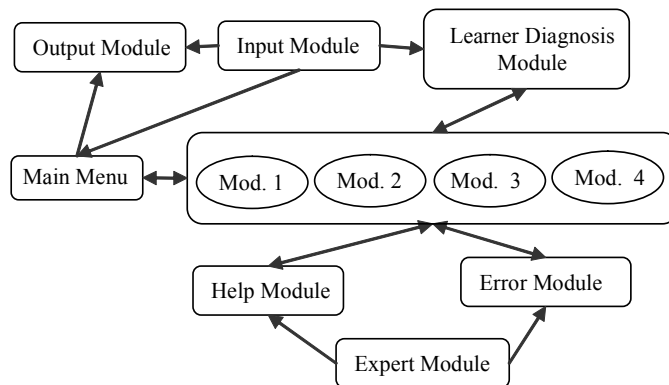 Output Module
Input Module
Learner Diagnosis
Module
Main Menu
Mod. 1
Mod. 2
Mod. 3
Mod. 4
Help Module
Error Module
Expert Module